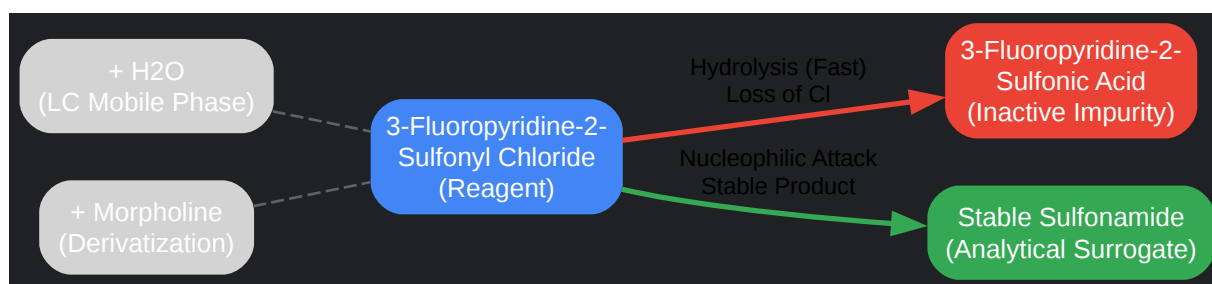 + H2O
(LC Mobile Phase)
+ Morpholine
(Derivatization)
3-Fluoropyridine-2-
Sulfonyl Chloride
(Reagent)
Hydrolysis (Fast)
Loss of Cl
Nucleophilic Attack
Stable Product
3-Fluoropyridine-2-
Sulfonic Acid
(Inactive Impurity)
Stable Sulfonamide
(Analytical Surrogate)